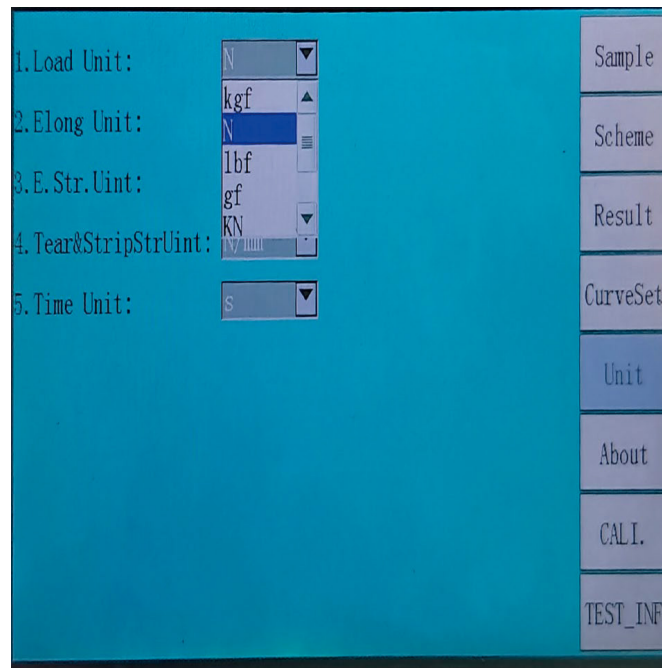 1.Load Unit:
N
kgf
N
lbf
gf
KN
2.Elong Unit:
3.E.Str.Uint:
4.Tear&StripStrUint:
5.Time Unit:
s
Sample
Scheme
Result
CurveSet
Unit
About
CALI.
TEST_INF